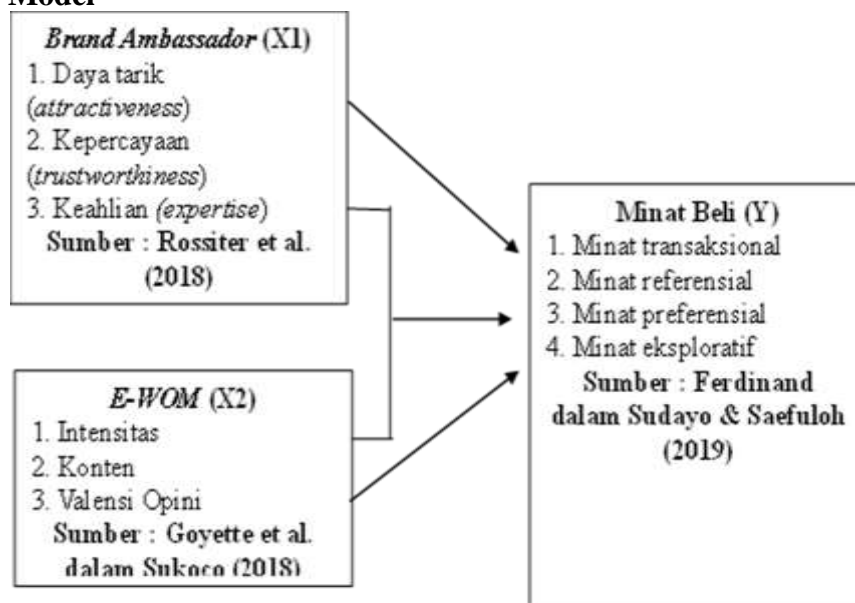 Model
Brand Ambassador (X1)
1. Daya tarik
(attractiveness)
2. Kepercayaan
(trustworthiness)
3. Keahlian (expertise)
Sumber : Rossiter et al.
(2018)
E-WOM (X2)
1. Intensitas
2. Konten
3. Valensi Opini
Sumber : Goyette et al.
dalam Sukoco (2018)
Minat Beli (Y)
1. Minat transaksional
2. Minat referensial
3. Minat preferensial
4. Minat eksploratif
Sumber : Ferdinand
dalam Sudayo & Saefuloh
(2019)